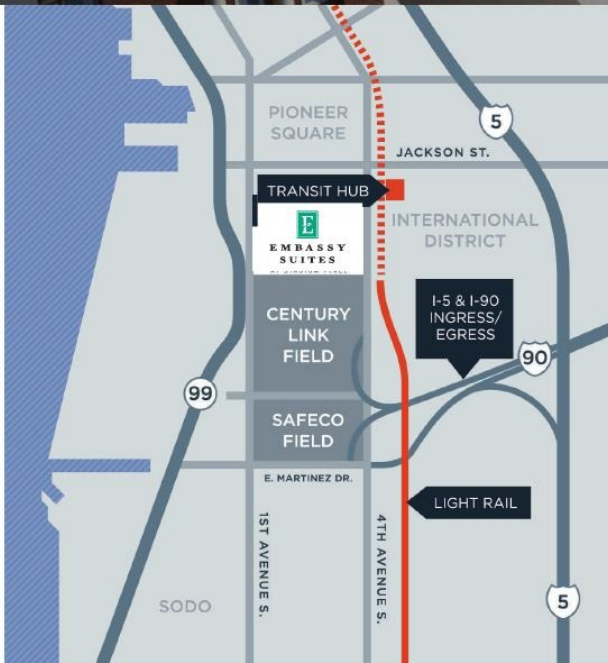 PIONEER
SQUARE
5
JACKSON ST.
TRANSIT HUB
E
EMBASSY
SUITES
INTERNATIONAL
DISTRICT
I-5 & I-90
INGRESS/
EGRESS
CENTURY
LINK
FIELD
90
99
SAFECO
FIELD
E. MARTINEZ DR.
LIGHT RAIL
1ST AVENUE S.
4TH AVENUE S.
SODO
5